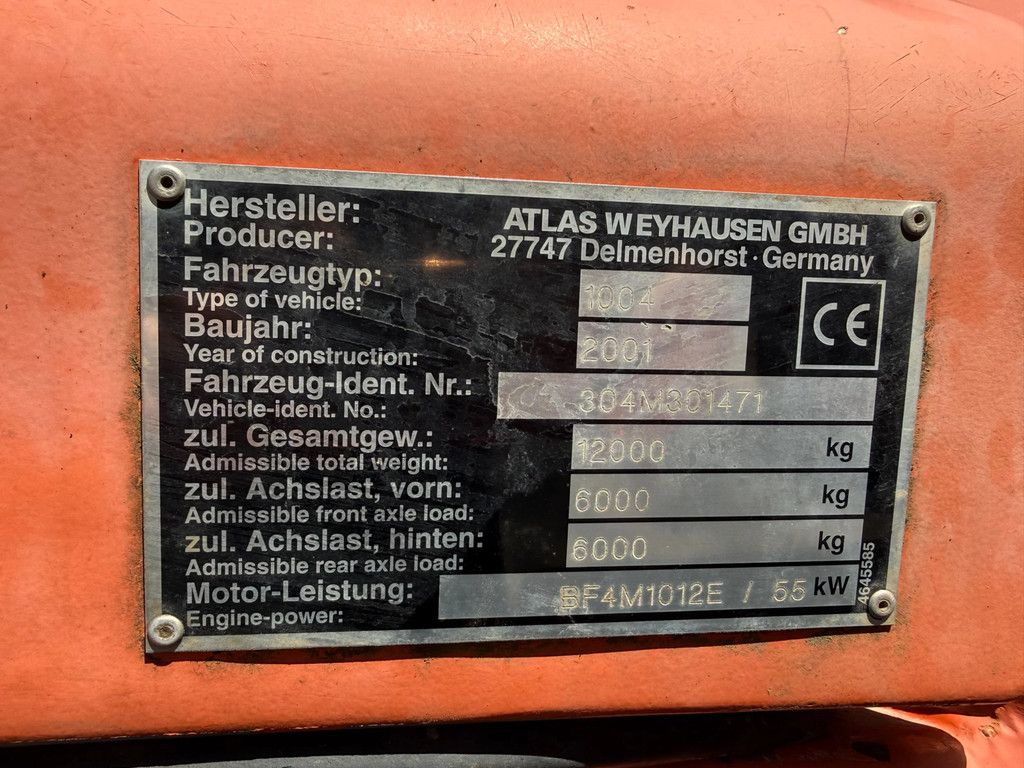 Hersteller: ATLAS WEYHAUSEN GMBH
Producer: 27747 Delmenhorst · Germany
Fahrzeugtyp:
Type of vehicle: 1004
Baujahr:
Year of construction: 2001
CE
Fahrzeug-Ident. Nr.:
Vehicle-ident. No.: 304M301471
zul. Gesamtgew.:
Admissible total weight: 12000 kg
zul. Achslast, vorn:
Admissible front axle load: 6000 kg
zul. Achslast, hinten:
Admissible rear axle load: 6000 kg
Motor-Leistung:
Engine-power: BF4M1012E / 55 kW
4645585